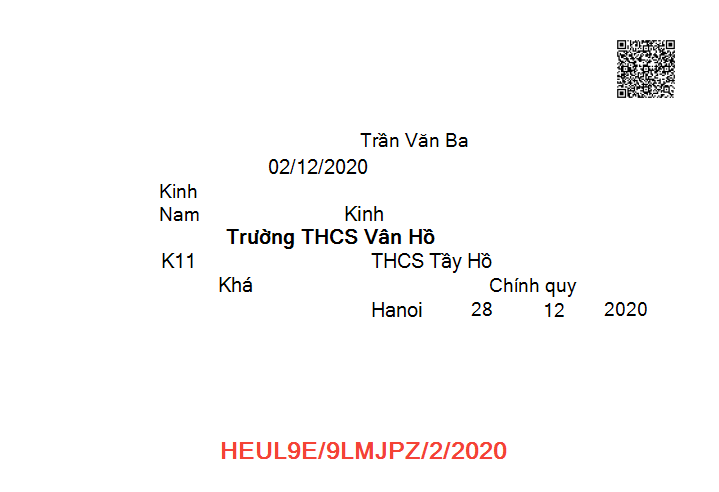 Trần Văn Ba
02/12/2020
Kinh
Nam Kinh
Trường THCS Vân Hồ
K11 THCS Tầy Hồ
Khá Chính quy
Hanoi 28 12 2020
HEUL9E/9LMJPZ/2/2020